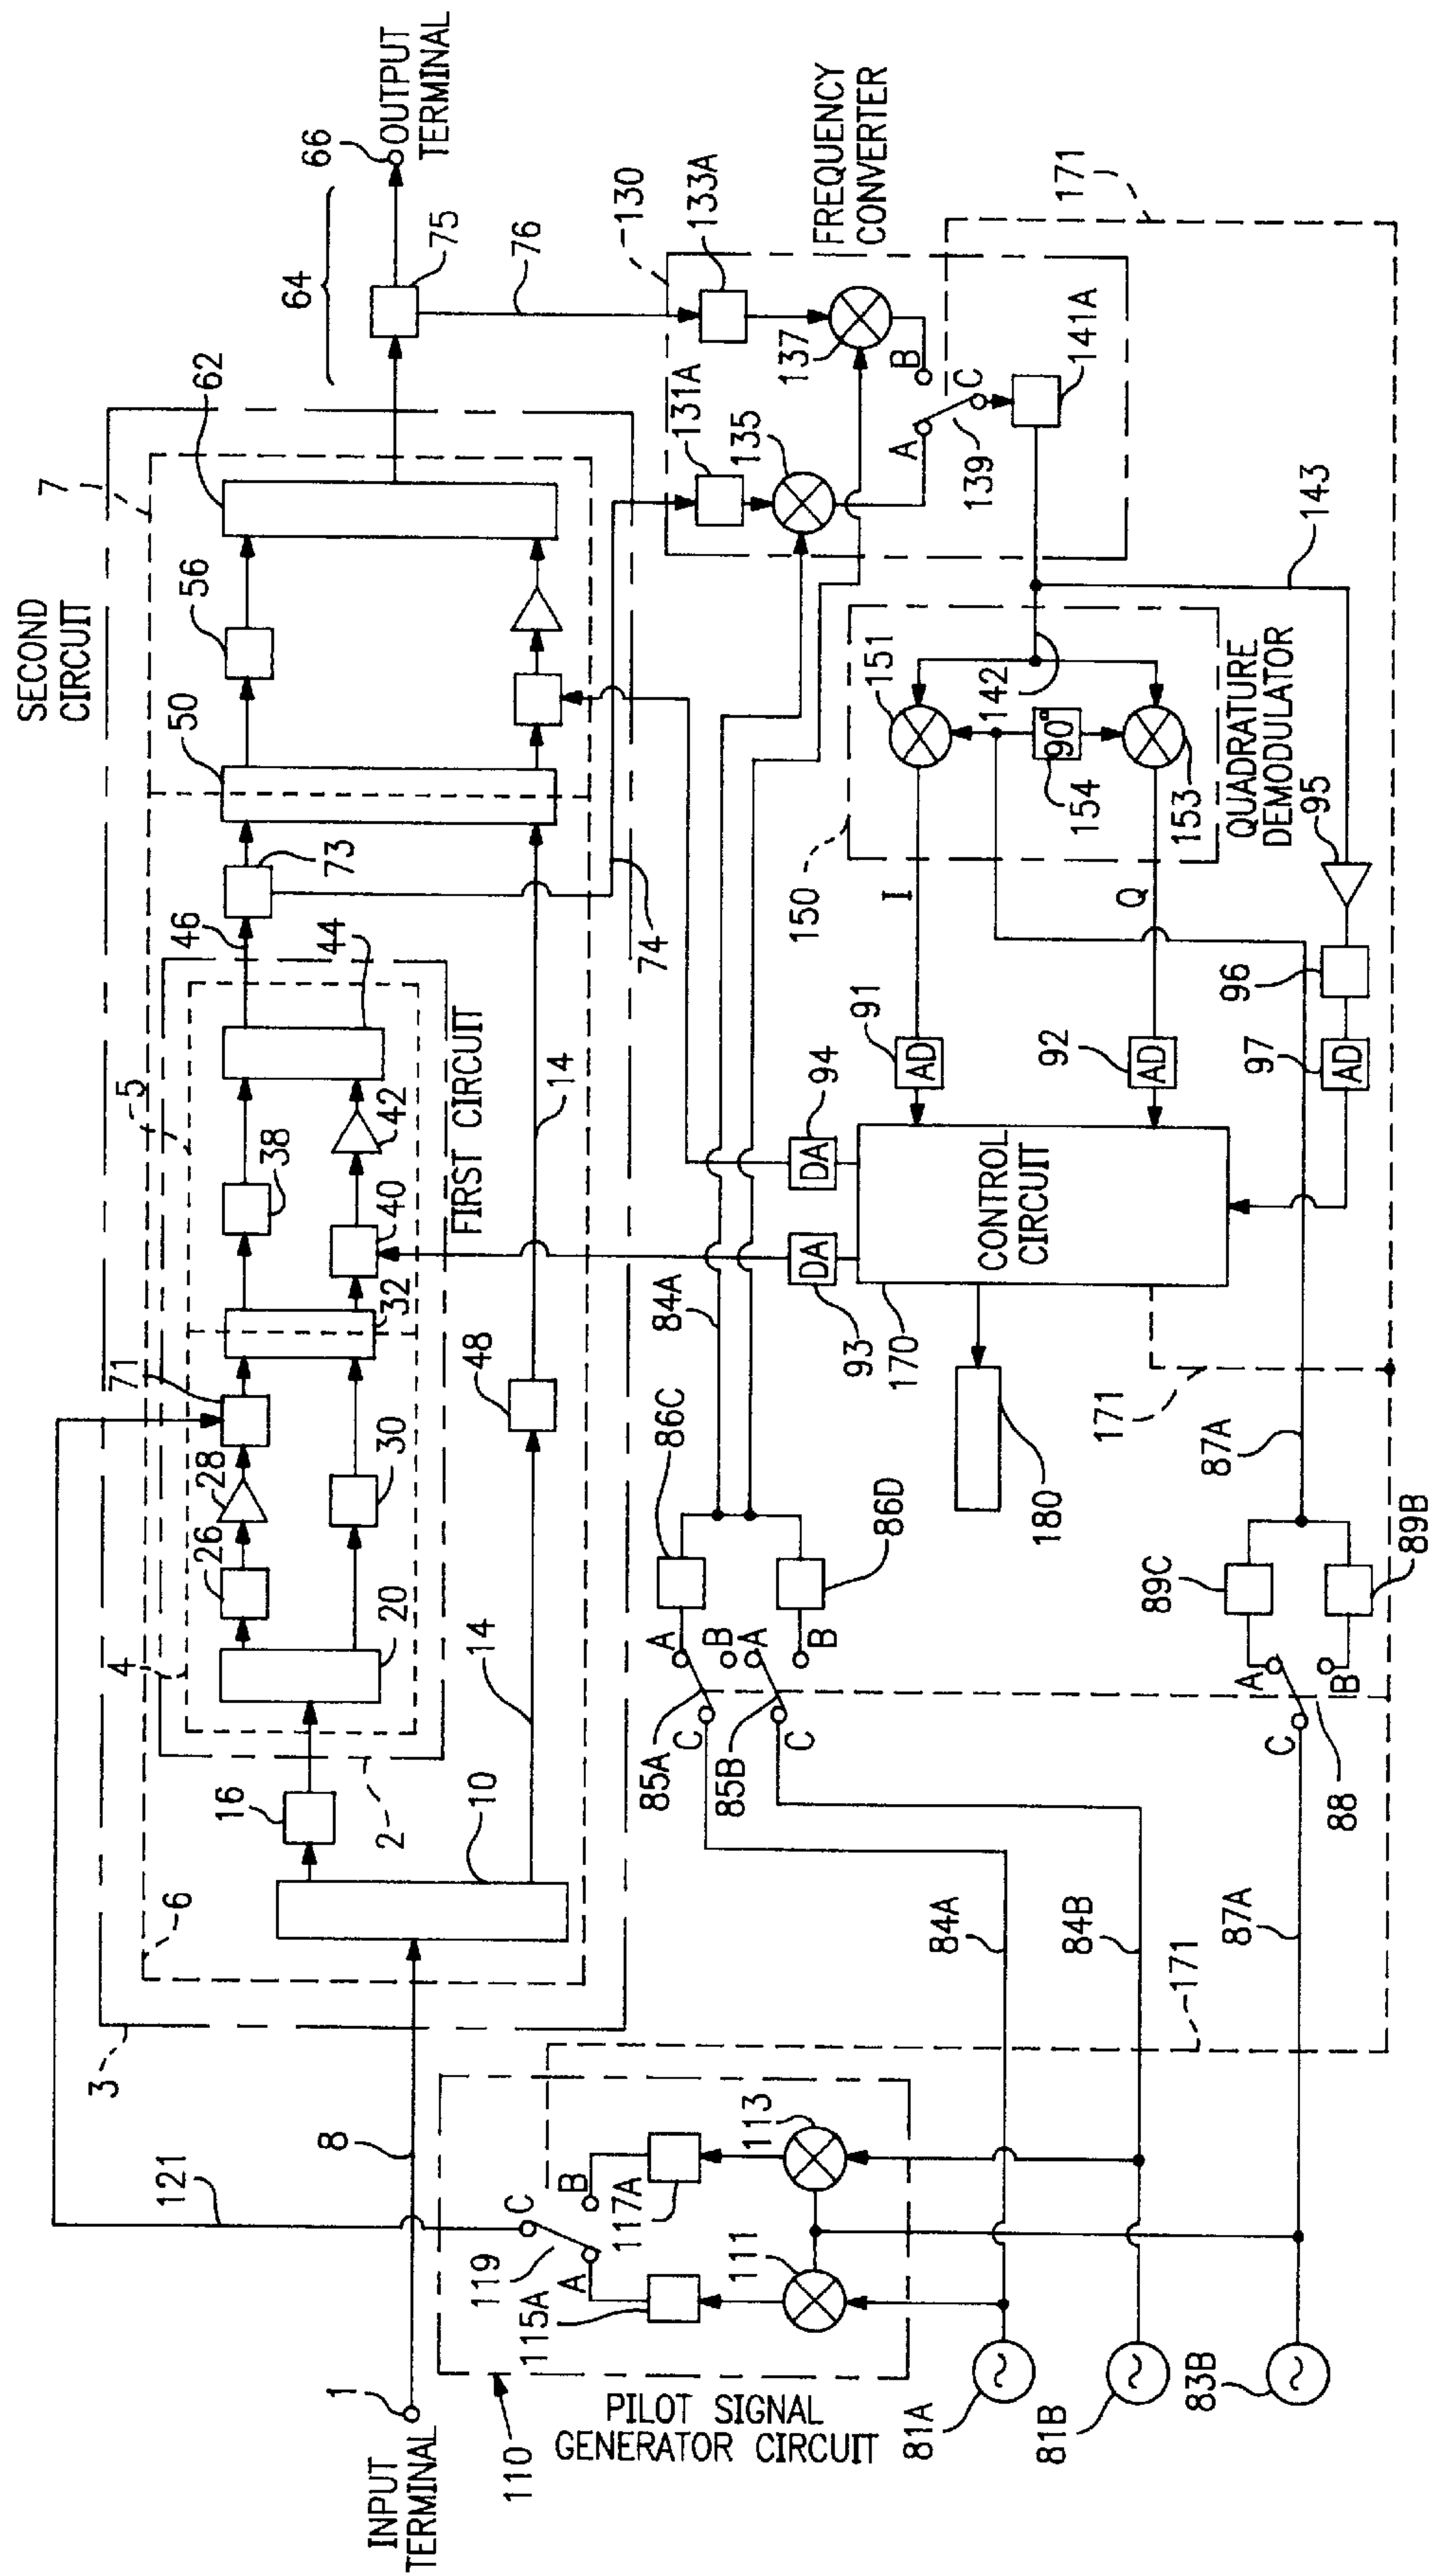 SECOND
CIRCUIT
7
62
64
66
OUTPUT
TERMINAL
75
76
56
50
73
46
44
74
5
38
42
40
32
FIRST CIRCUIT
14
71
28
26
30
48
4
20
14
16
2
10
6
3
8
121
1
INPUT
TERMINAL
130
133A
FREQUENCY
CONVERTER
131A
135
137
B
A
C
139
141A
171
143
151
142
90°
154
153
150
QUADRATURE
DEMODULATOR
I
Q
95
96
97
AD
91
AD
92
AD
94
DA
93
DA
CONTROL
CIRCUIT
170
180
171
84A
86C
86D
A
B
A
B
C
C
85A
85B
87A
89C
89B
A
B
C
88
84A
84B
87A
171
119
A
B
C
115A
117A
111
113
110
PILOT SIGNAL
GENERATOR CIRCUIT
81A
81B
83B